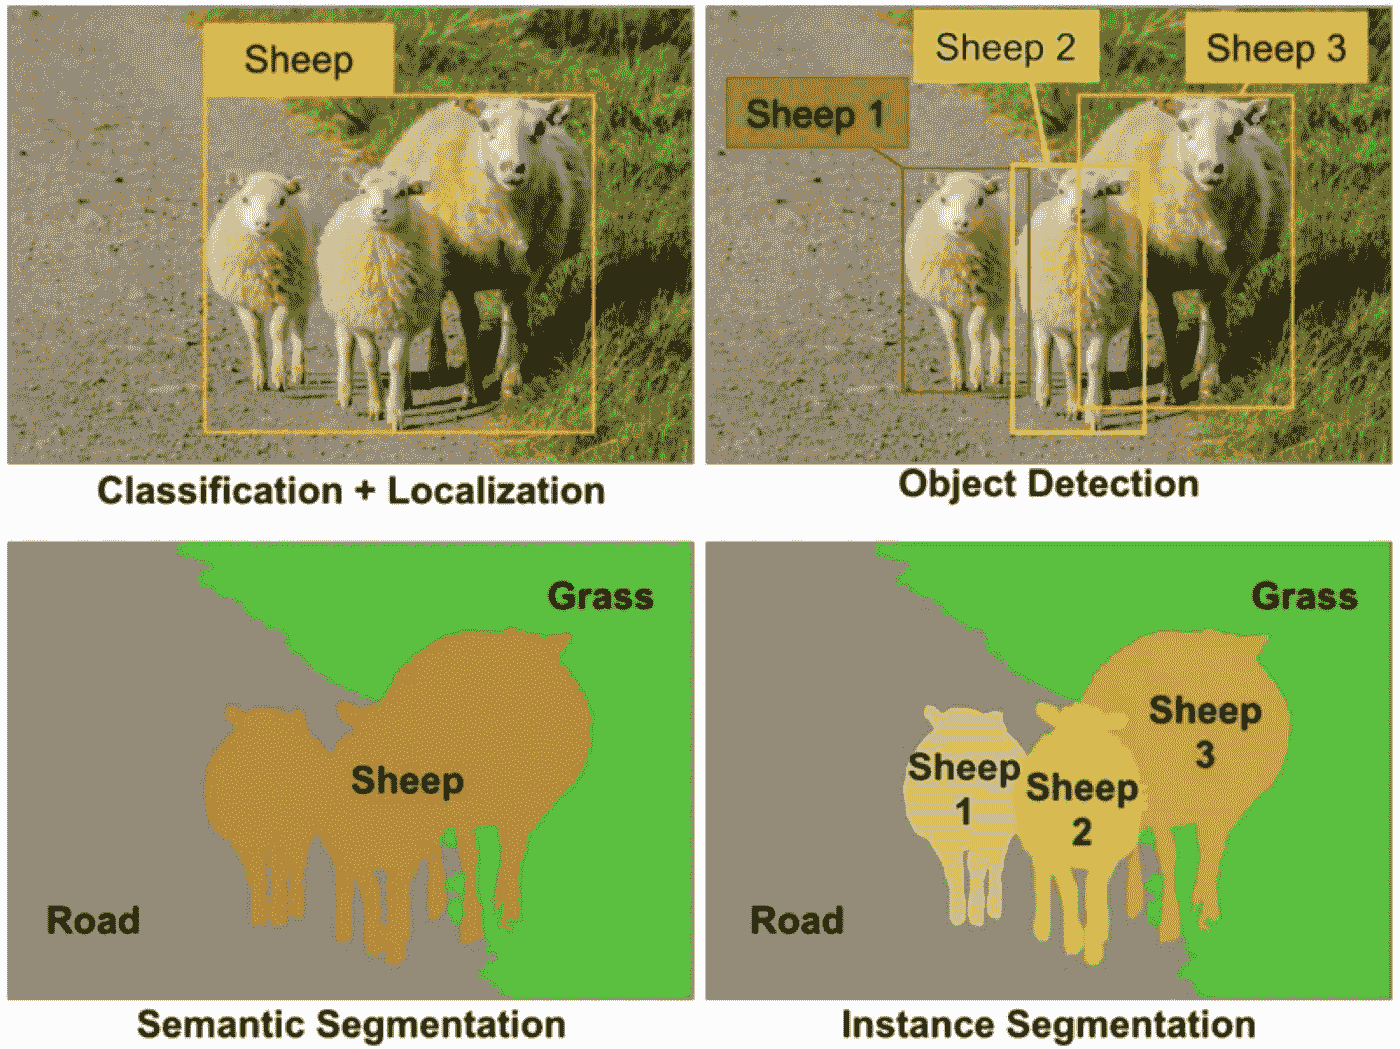 Sheep
Classification + Localization
Sheep 1
Sheep 2
Sheep 3
Object Detection
Grass
Sheep
Road
Semantic Segmentation
Grass
Sheep
3
Sheep
1
Sheep
2
Road
Instance Segmentation